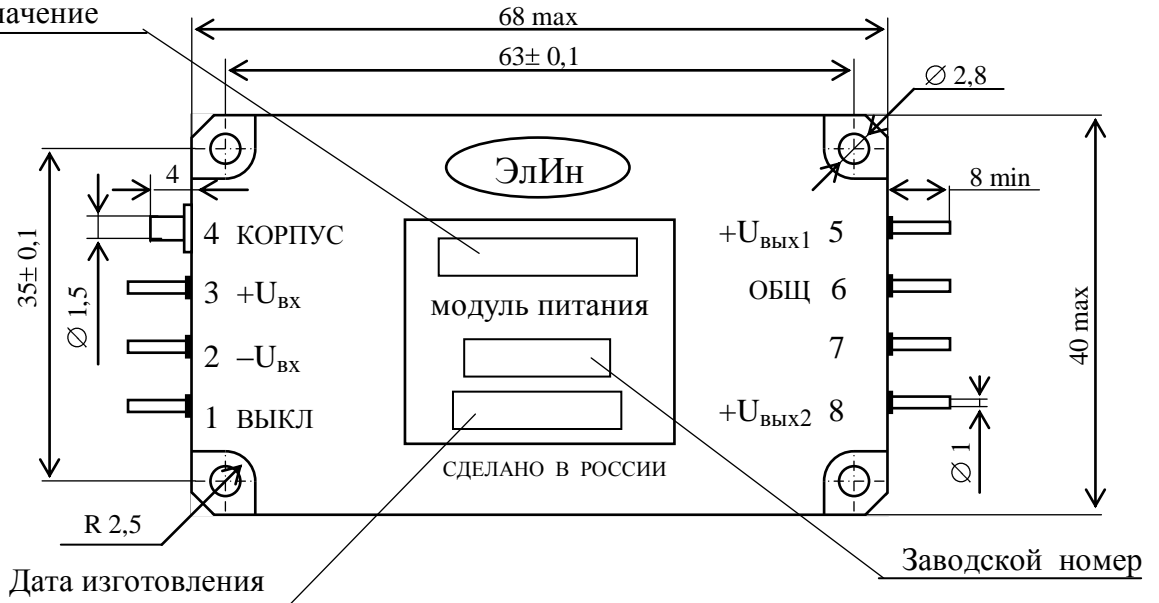 68 max
63± 0,1
∅ 2,8
ЭлИн
4
8 min
35± 0,1
∅ 1,5
4 КОРПУС
3 +Uвх
2 –Uвх
1 ВЫКЛ
модуль питания
+Uвых1 5
ОБЩ 6
7
+Uвых2 8
40 max
∅ 1
СДЕЛАНО В РОССИИ
R 2,5
Заводской номер
Дата изготовления